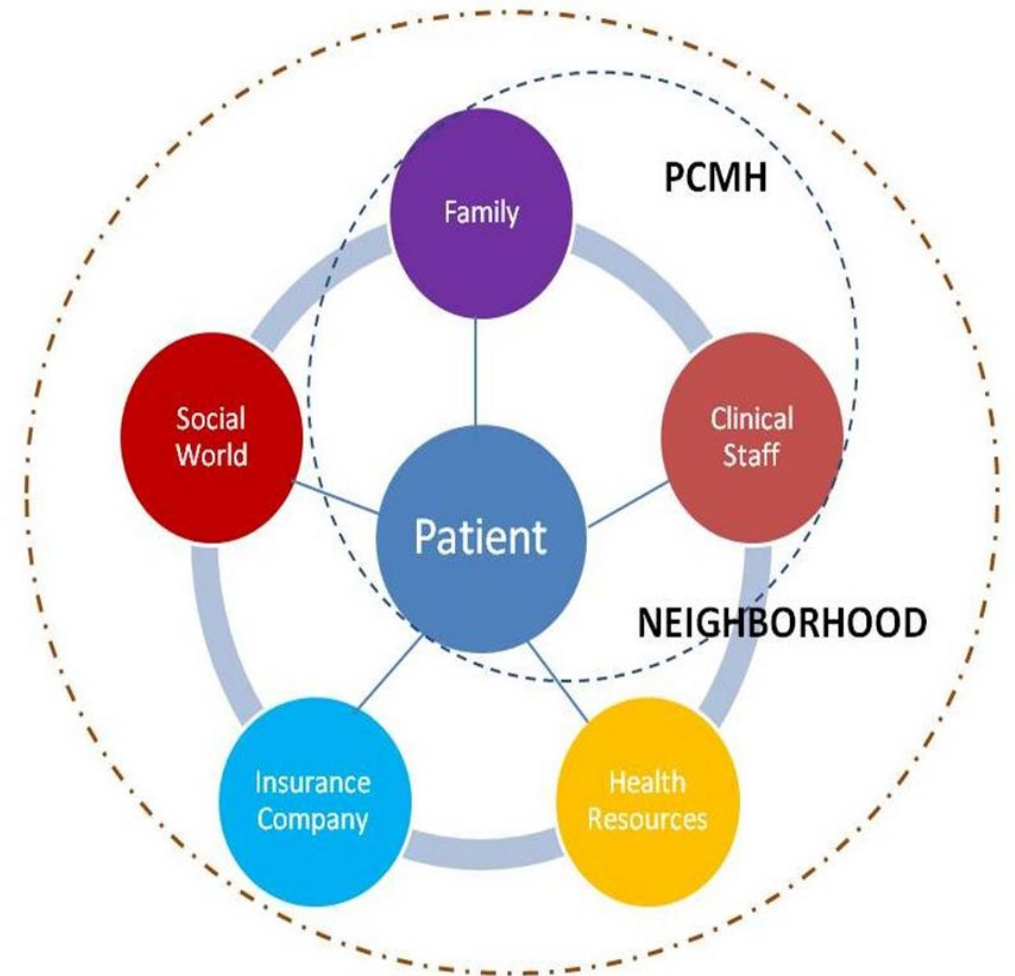 PCMH
Family
Social
World
Clinical
Staff
Patient
NEIGHBORHOOD
Insurance
Company
Health
Resources